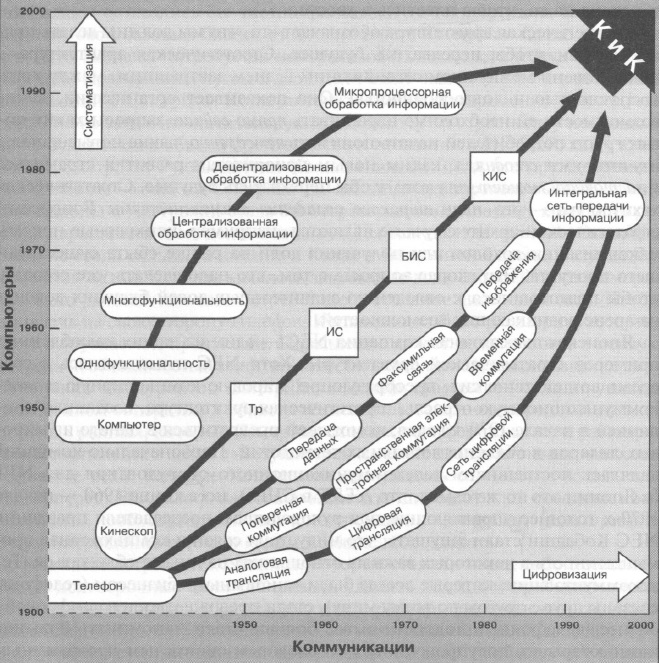 2000
КиК
Систематизация
Микропроцессорная
обработка информации
1990
Децентрализованная
обработка информации
1980
КИС
Интегральная
сеть передачи
информации
Централизованная
обработка информации
1970
БИС
Передача
изображения
Многофункциональность
Компьютеры
1960
ИС
Факсимильная
связь
Временная
коммутация
Однофункциональность
1950
Компьютер
Тр
Передача
данных
Пространственная элек-
тронная коммутация
Сеть цифровой
трансляции
Кинескоп
Поперечная
коммутация
Цифровая
трансляция
Телефон
Аналоговая
трансляция
Цифровизация
1900
1950
1960
1970
1980
1990
2000
Коммуникации